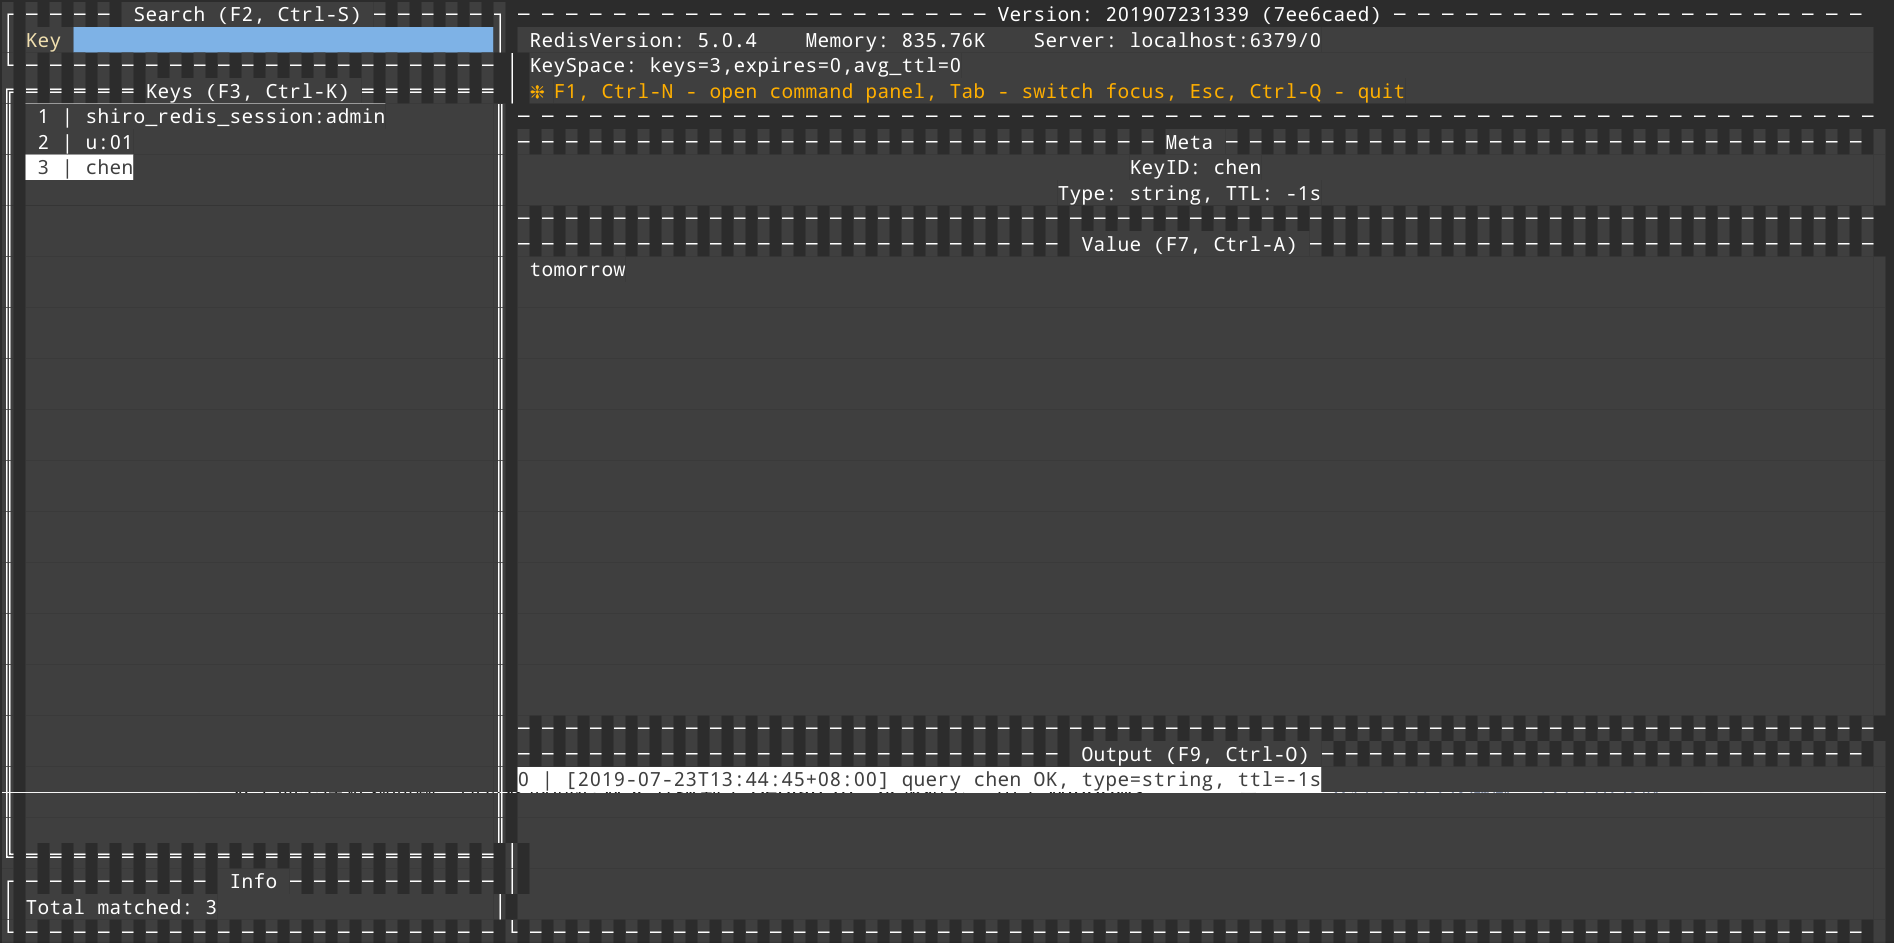 Search (F2, Ctrl-S)
Key
Keys (F3, Ctrl-K)
1 | shiro_redis_session:admin
2 | u:01
3 | chen
Info
Total matched: 3
Version: 201907231339 (7ee6caed)
RedisVersion: 5.0.4    Memory: 835.76K    Server: localhost:6379/0
KeySpace: keys=3,expires=0,avg_ttl=0
❈ F1, Ctrl-N - open command panel, Tab - switch focus, Esc, Ctrl-Q - quit
Meta
KeyID: chen
Type: string, TTL: -1s
Value (F7, Ctrl-A)
tomorrow
Output (F9, Ctrl-O)
0 | [2019-07-23T13:44:45+08:00] query chen OK, type=string, ttl=-1s